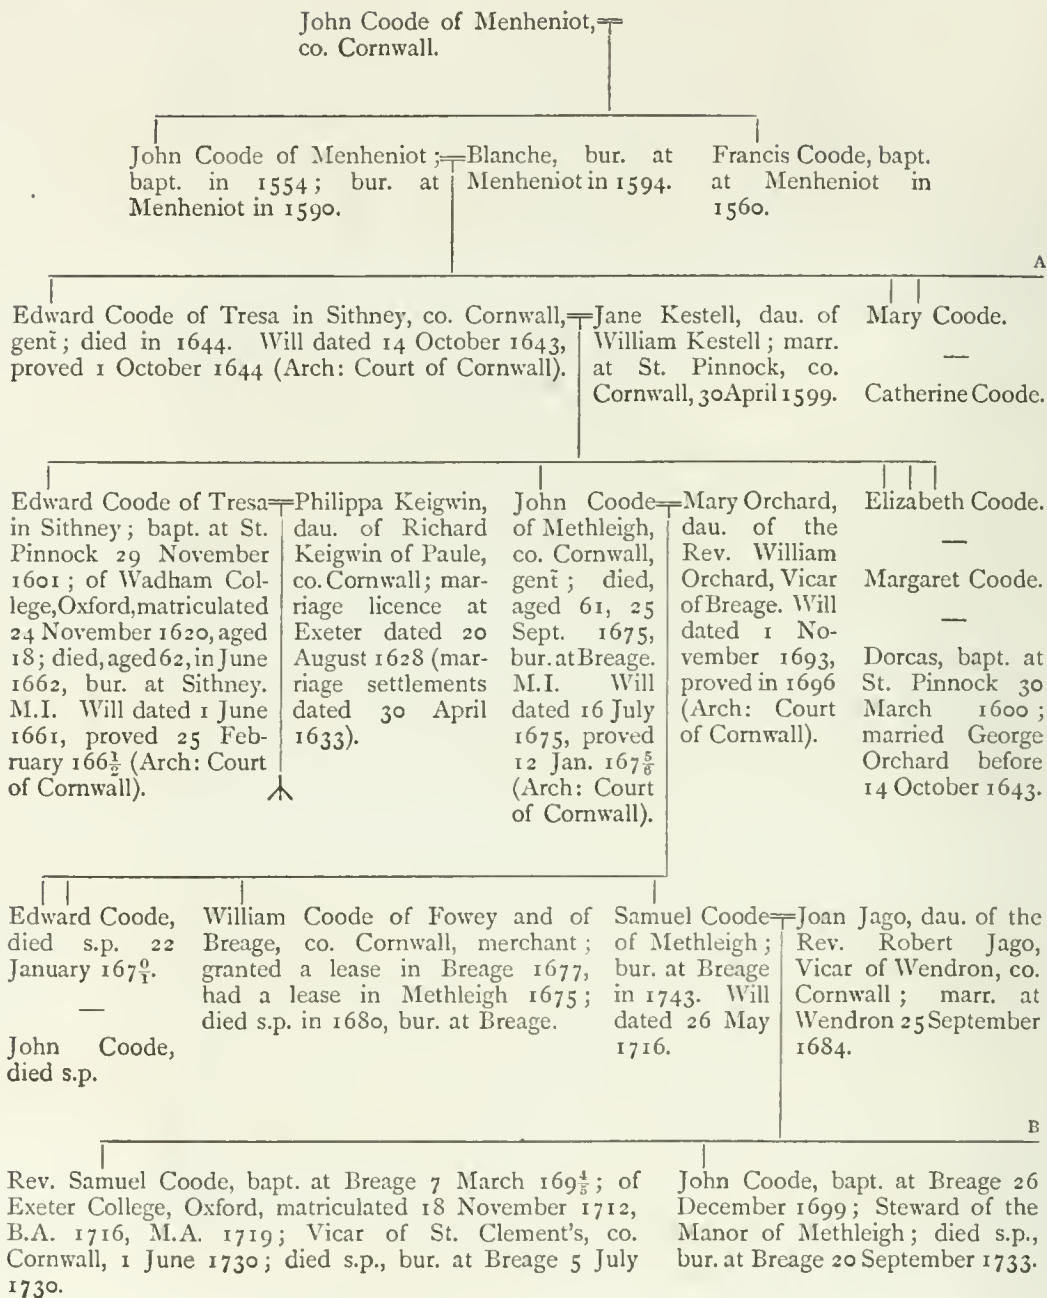 John Coode of Menheniot,
co. Cornwall.
John Coode of Menheniot ;
bapt. in 1554 ; bur. at
Menheniot in 1590.
Blanche, bur. at
Menheniot in 1594.
Francis Coode, bapt.
at Menheniot in
1560.
A
Edward Coode of Tresa in Sithney, co. Cornwall,
gent̄ ; died in 1644. Will dated 14 October 1643,
proved 1 October 1644 (Arch: Court of Cornwall).
Jane Kestell, dau. of
William Kestell ; marr.
at St. Pinnock, co.
Cornwall, 30 April 1599.
Mary Coode.
—
Catherine Coode.
Edward Coode of Tresa
in Sithney ; bapt. at St.
Pinnock 29 November
1601 ; of Wadham Col-
lege, Oxford, matriculated
24 November 1620, aged
18 ; died, aged 62, in June
1662, bur. at Sithney.
M.I. Will dated 1 June
1661, proved 25 Feb-
ruary 166½ (Arch: Court
of Cornwall).
Philippa Keigwin,
dau. of Richard
Keigwin of Paule,
co. Cornwall ; mar-
riage licence at
Exeter dated 20
August 1628 (mar-
riage settlements
dated 30 April
1633).
John Coode
of Methleigh,
co. Cornwall,
gent̄ ; died,
aged 61, 25
Sept. 1675,
bur. at Breage.
M.I. Will
dated 16 July
1675, proved
12 Jan. 167⅚
(Arch: Court
of Cornwall).
Mary Orchard,
dau. of the
Rev. William
Orchard, Vicar
of Breage. Will
dated 1 No-
vember 1693,
proved in 1696
(Arch: Court
of Cornwall).
Elizabeth Coode.
—
Margaret Coode.
—
Dorcas, bapt. at
St. Pinnock 30
March 1600 ;
married George
Orchard before
14 October 1643.
Edward Coode,
died s.p. 22
January 167⁰⁄₁.
—
John Coode,
died s.p.
William Coode of Fowey and of
Breage, co. Cornwall, merchant ;
granted a lease in Breage 1677,
had a lease in Methleigh 1675 ;
died s.p. in 1680, bur. at Breage.
Samuel Coode
of Methleigh ;
bur. at Breage
in 1743. Will
dated 26 May
1716.
Joan Jago, dau. of the
Rev. Robert Jago,
Vicar of Wendron, co.
Cornwall ; marr. at
Wendron 25 September
1684.
B
Rev. Samuel Coode, bapt. at Breage 7 March 169⅘ ; of
Exeter College, Oxford, matriculated 18 November 1712,
B.A. 1716, M.A. 1719 ; Vicar of St. Clement's, co.
Cornwall, 1 June 1730 ; died s.p., bur. at Breage 5 July
1730.
John Coode, bapt. at Breage 26
December 1699 ; Steward of the
Manor of Methleigh ; died s.p.,
bur. at Breage 20 September 1733.